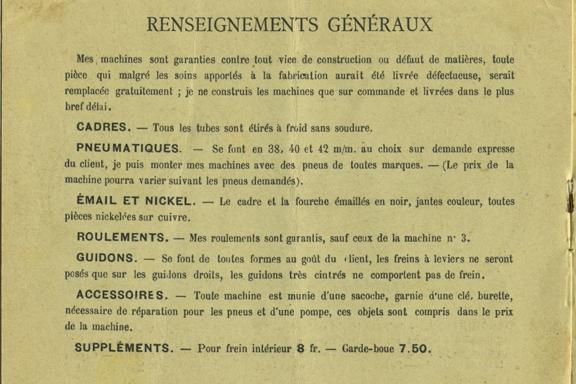 RENSEIGNEMENTS GÉNÉRAUX
Mes machines sont garanties contre tout vice de construction ou défaut de matières, toute
pièce qui malgré les soins apportés à la fabrication aurait été livrée défectueuse, serait
remplacée gratuitement ; je ne construis les machines que sur commande et livrées dans le plus
bref délai.
CADRES. — Tous les tubes sont étirés à froid sans soudure.
PNEUMATIQUES. — Se font en 38, 40 et 42 m/m. au choix sur demande expresse
du client, je puis monter mes machines avec des pneus de toutes marques. — (Le prix de la
machine pourra varier suivant les pneus demandés).
ÉMAIL ET NICKEL. — Le cadre et la fourche émaillés en noir, jantes couleur, toutes
pièces nickelées sur cuivre.
ROULEMENTS. — Mes roulements sont garantis, sauf ceux de la machine n° 3.
GUIDONS. — Se font de toutes formes au goût du client, les freins à leviers ne seront
posés que sur les guidons droits, les guidons très cintrés ne comportent pas de frein.
ACCESSOIRES. — Toute machine est munie d'une sacoche, garnie d'une clé, burette,
nécessaire de réparation pour les pneus et d'une pompe, ces objets sont compris dans le prix
de la machine.
SUPPLÉMENTS. — Pour frein intérieur 8 fr. — Garde-boue 7.50.